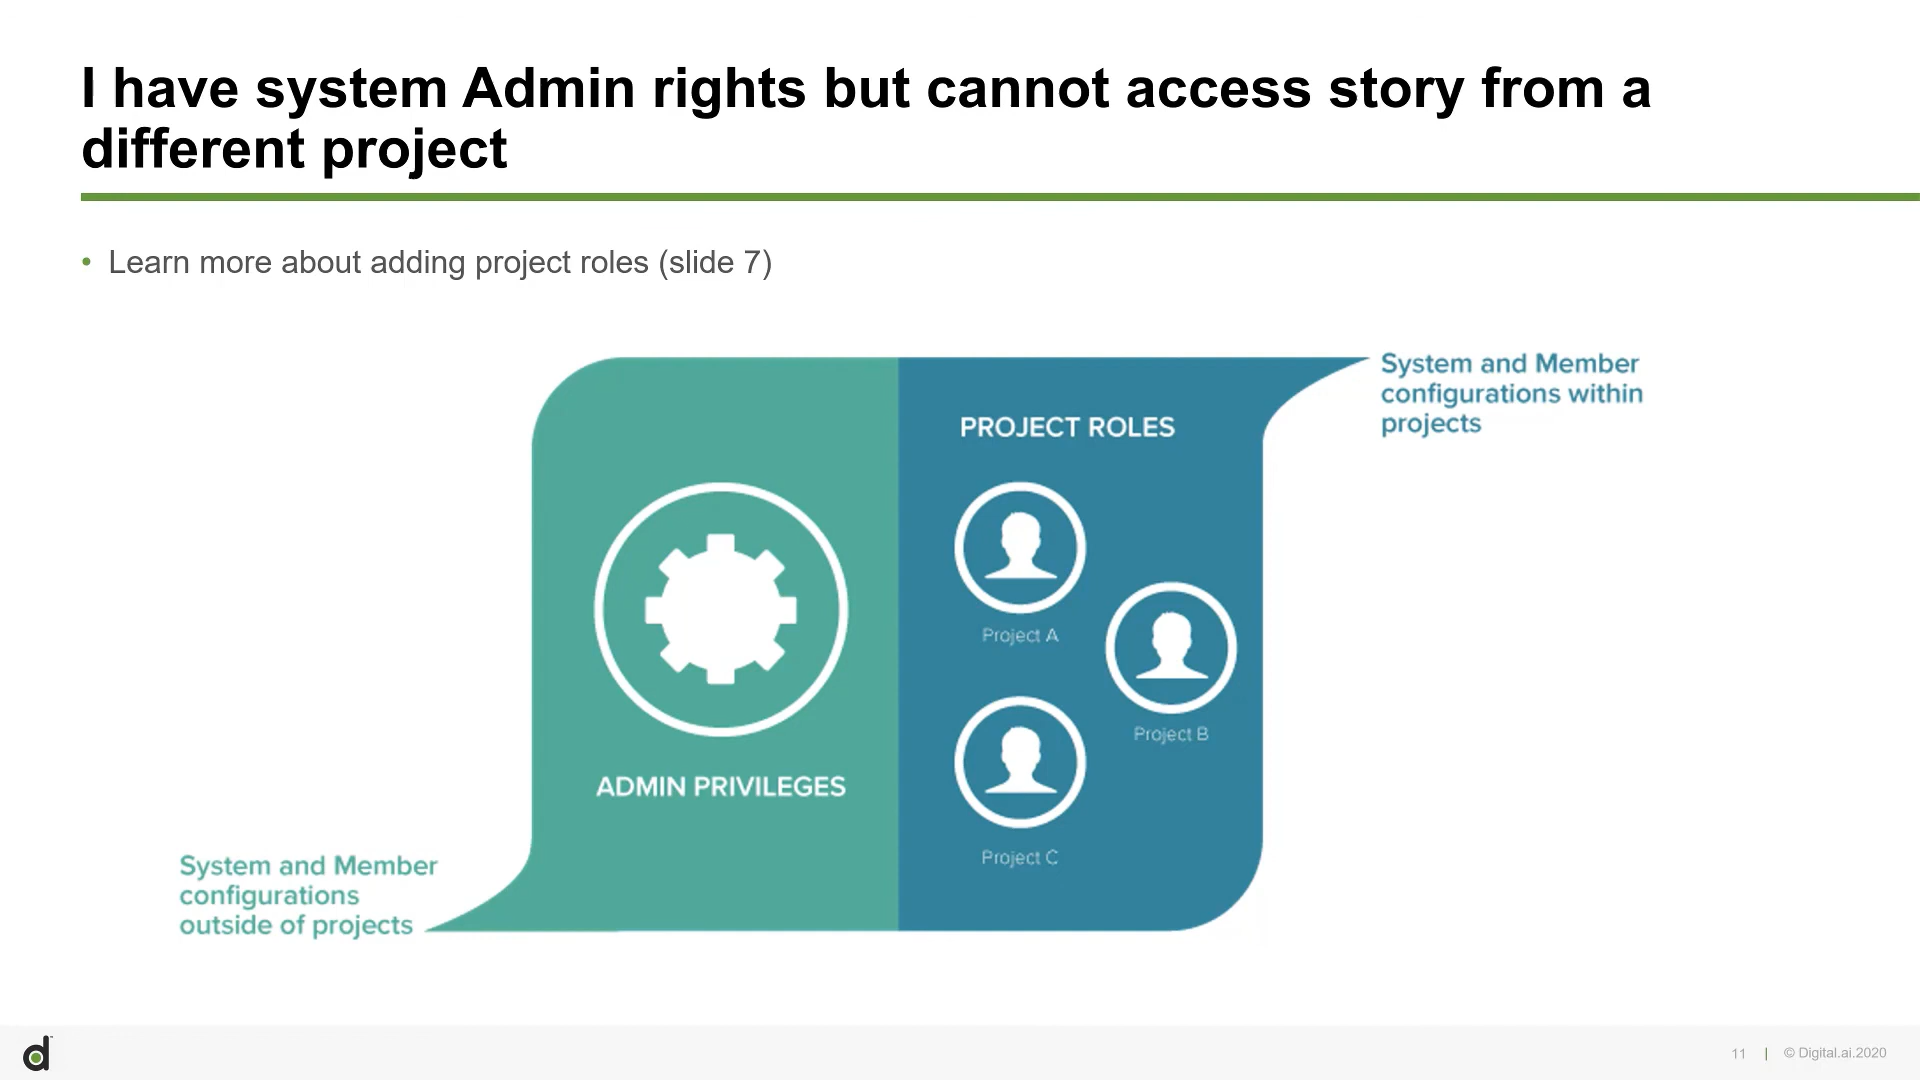 I have system Admin rights but cannot access story from a
different project
• Learn more about adding project roles (slide 7)
System and Member
configurations within
projects
PROJECT ROLES
Project A
Project B
Project C
ADMIN PRIVILEGES
System and Member
configurations
outside of projects
d
11 | © Digital.ai.2020